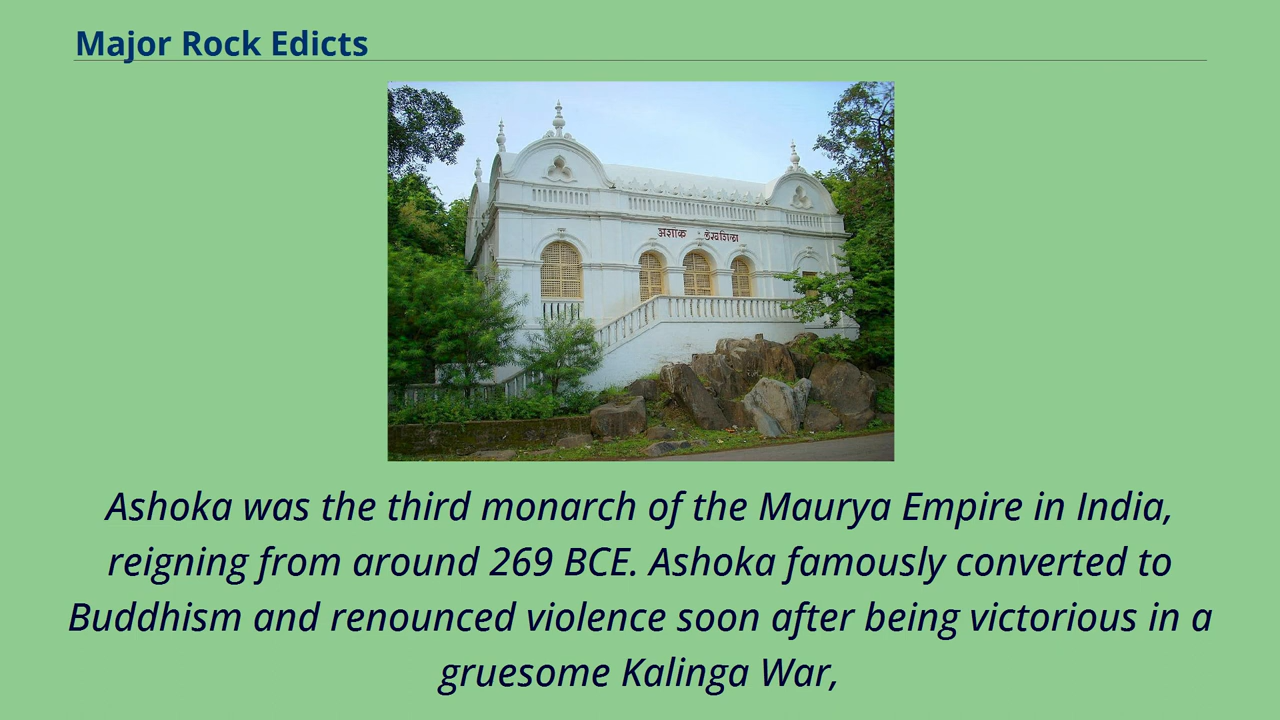 Major Rock Edicts
अशोक लेखशिला
Ashoka was the third monarch of the Maurya Empire in India,
reigning from around 269 BCE. Ashoka famously converted to
Buddhism and renounced violence soon after being victorious in a
gruesome Kalinga War,